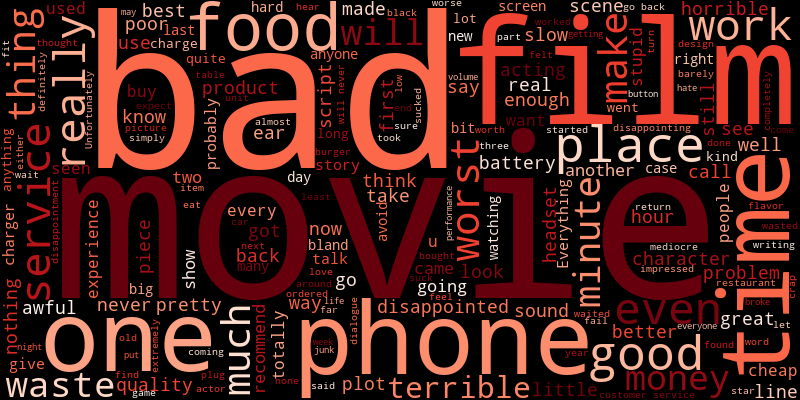 bad
film
movie
one
phone
time
food
place
good
work
will
make
even
thing
service
really
much
waste
terrible
minute
worst
money
used
may
best
hard
hear
made
black
screen
worse
scene
go back
horrible
poor
last
lot
new
part
worked
slow
getting
fit
thought
use
charge
quite
anyone
say
felt
acting
stupid
turn
design
right
barely
hate
definitely
Unfortunately
table
product
script
will never
first
low
end
volume
real
enough
went
button
still
completely
come
buy
expect
unit
know
picture
simply
probably
almost
ear
long
sure
sucked
took
want
bit
worth
started
disappointing
see
done
well
three
kind
charger
anything
either
wait
seen
burger
story
battery
another
case
call
flavor
wasted
writing
disappointment
two
item
day
think
take
least
avoid
performance
watching
headset
Everything
return
hour
people
mediocre
impressed
character
problem
restaurant
experience
piece
eat
show
every
car
got
next
back
many
now
bland
talk
love
u
came
bought
suck
look
nothing
big
around
go
going
feel
awful
never
pretty
ordered
way
life
far
disappointed
sound
waited
fail
better
everyone
broke
great
let
crap
night
old
put
extremely
coming
recommend
totally
week
junk
dialogue
year
found
word
cheap
give
find
plug
quality
actor
game
none
said
plot
little
customer service
star
line